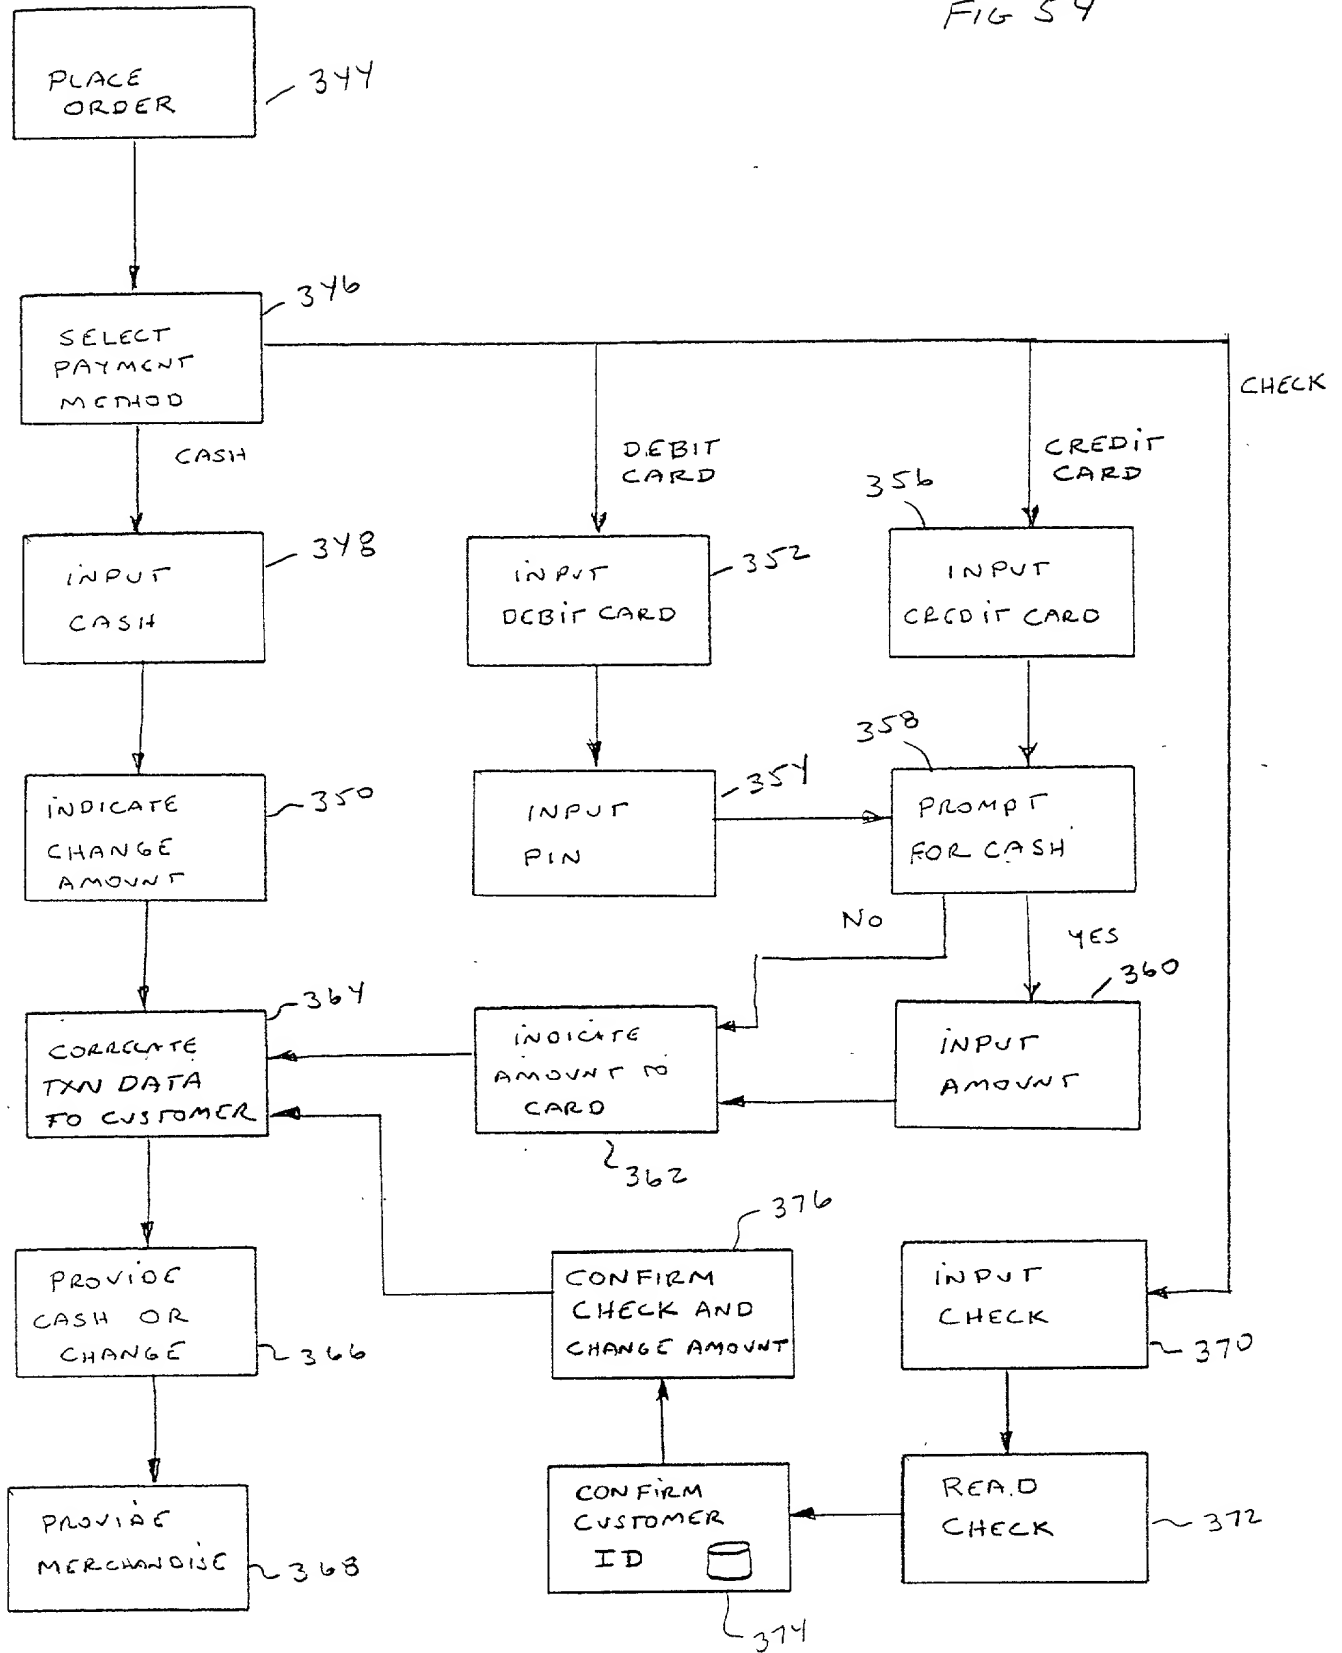 FIG 54
PLACE
ORDER
344
346
SELECT
PAYMENT
METHOD
CHECK
CASH
DEBIT
CARD
CREDIT
CARD
356
348
INPUT
CASH
352
INPUT
DEBIT CARD
INPUT
CREDIT CARD
358
350
INDICATE
CHANGE
AMOUNT
354
INPUT
PIN
PROMPT
FOR CASH
NO
YES
360
364
CORRELATE
TXN DATA
TO CUSTOMER
INDICATE
AMOUNT TO
CARD
362
INPUT
AMOUNT
376
PROVIDE
CASH OR
CHANGE
366
CONFIRM
CHECK AND
CHANGE AMOUNT
INPUT
CHECK
370
PROVIDE
MERCHANDISE
368
CONFIRM
CUSTOMER
ID
374
READ
CHECK
372